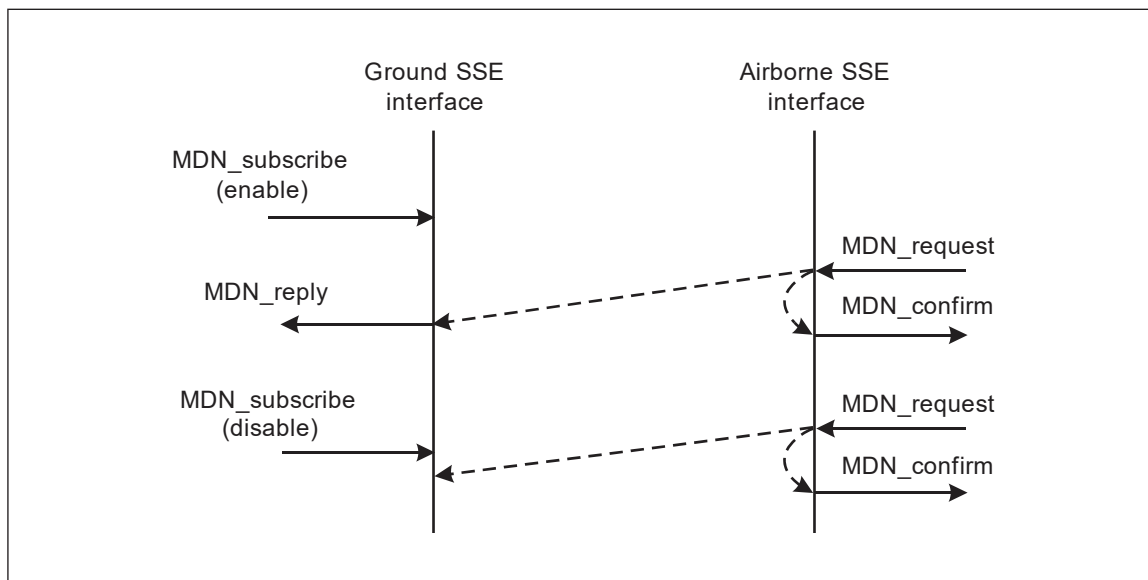 Ground SSE
interface
Airborne SSE
interface
MDN_subscribe
(enable)
MDN_request
MDN_reply
MDN_confirm
MDN_subscribe
(disable)
MDN_request
MDN_confirm